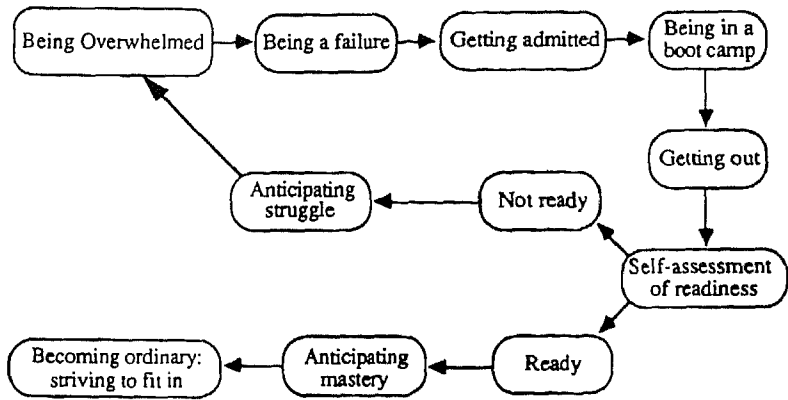 Being Overwhelmed
Being a failure
Getting admitted
Being in a
boot camp
Getting out
Anticipating
struggle
Not ready
Self-assessment
of readiness
Becoming ordinary:
striving to fit in
Anticipating
mastery
Ready